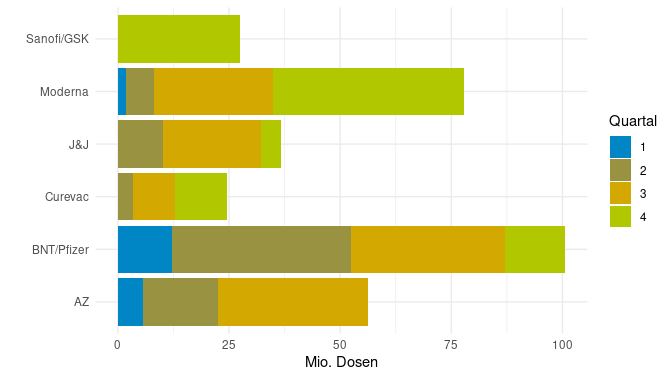 Sanofi/GSK
Moderna
J&J
Curevac
BNT/Pfizer
AZ
0 25 50 75 100
Mio. Dosen
Quartal
1
2
3
4